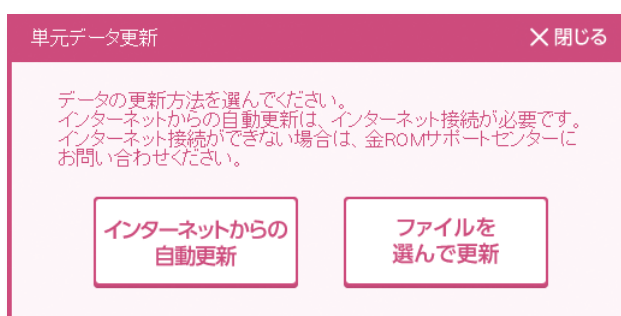 単元データ更新
×閉じる
データの更新方法を選んでください。
インターネットからの自動更新は、インターネット接続が必要です。
インターネット接続ができない場合は、金ROMサポートセンターに
お問い合わせください。
インターネットからの
自動更新
ファイルを
選んで更新